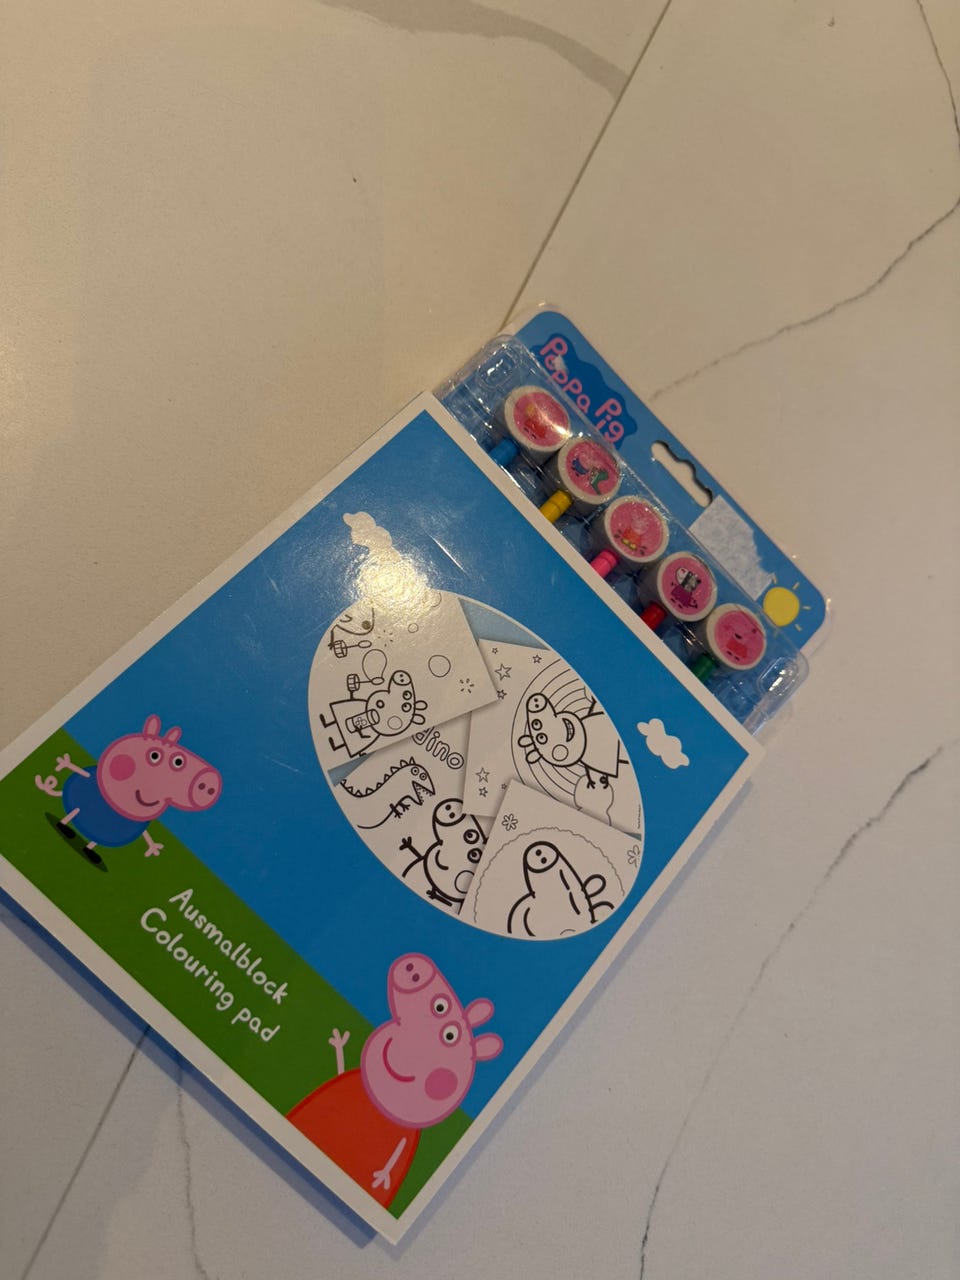 Peppa Pig
dino
Ausmalblock
Colouring pad